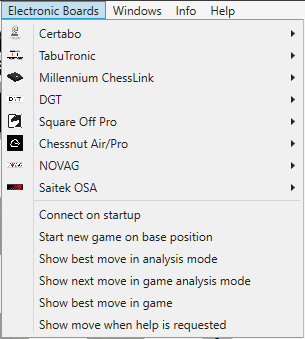 Electronic Boards Windows Info Help
Certabo
TabuTronic
Millennium ChessLink
DGT DGT
Square Off Pro
Chessnut Air/Pro
NOVAG
Saitek OSA
Connect on startup
Start new game on base position
Show best move in analysis mode
Show next move in game analysis mode
Show best move in game
Show move when help is requested